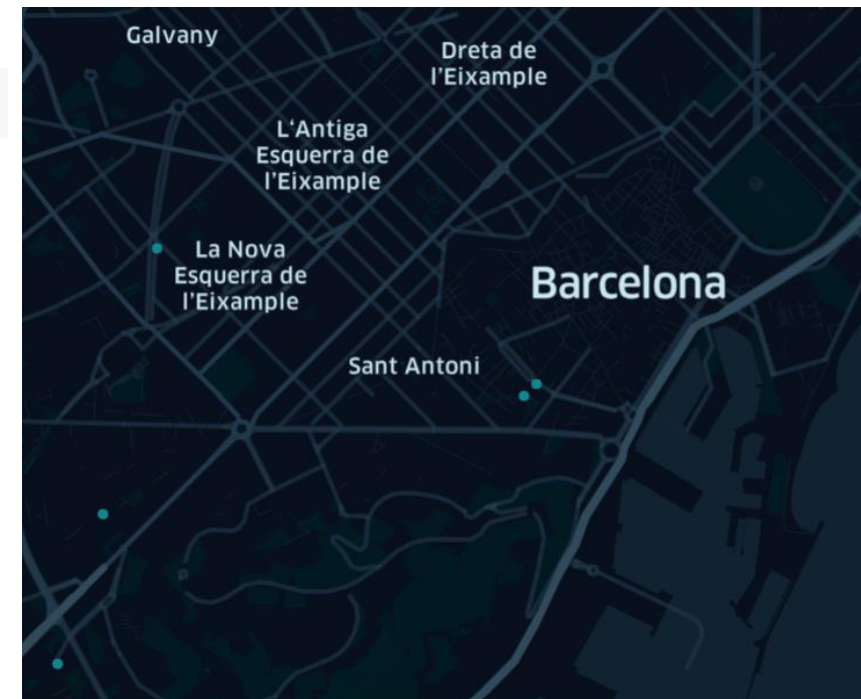 Galvany
Dreta de
l'Eixample
L'Antiga
Esquerra de
l'Eixample
La Nova
Esquerra de
l'Eixample
Barcelona
Sant Antoni